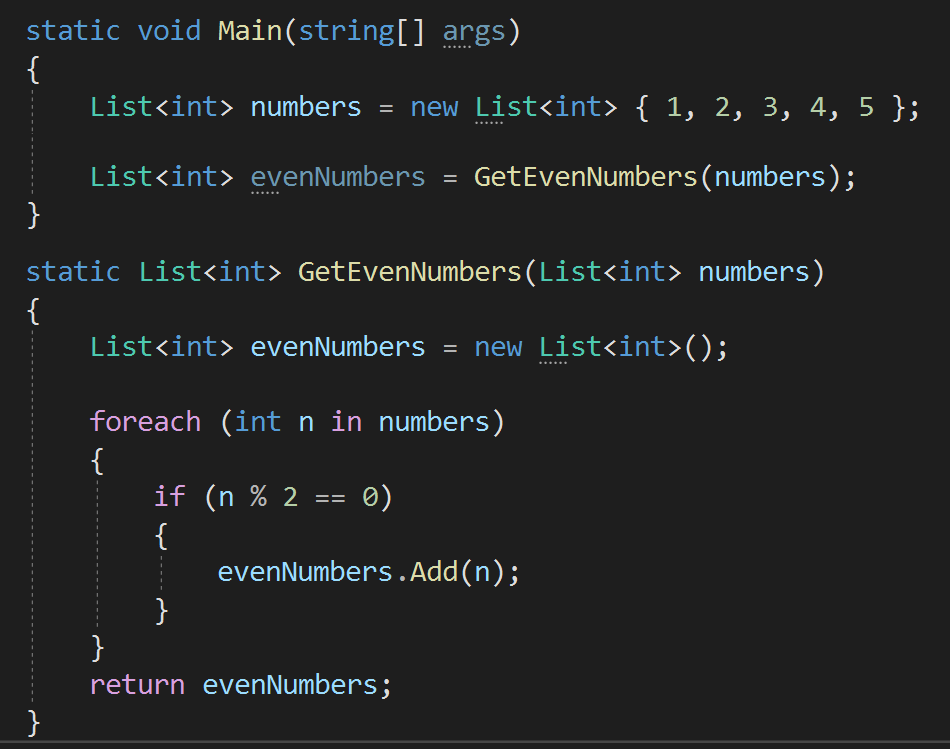 static void Main(string[] args)
{
    List<int> numbers = new List<int> { 1, 2, 3, 4, 5 };
    List<int> evenNumbers = GetEvenNumbers(numbers);
}
static List<int> GetEvenNumbers(List<int> numbers)
{
    List<int> evenNumbers = new List<int>();
    foreach (int n in numbers)
    {
        if (n % 2 == 0)
        {
            evenNumbers.Add(n);
        }
    }
    return evenNumbers;
}